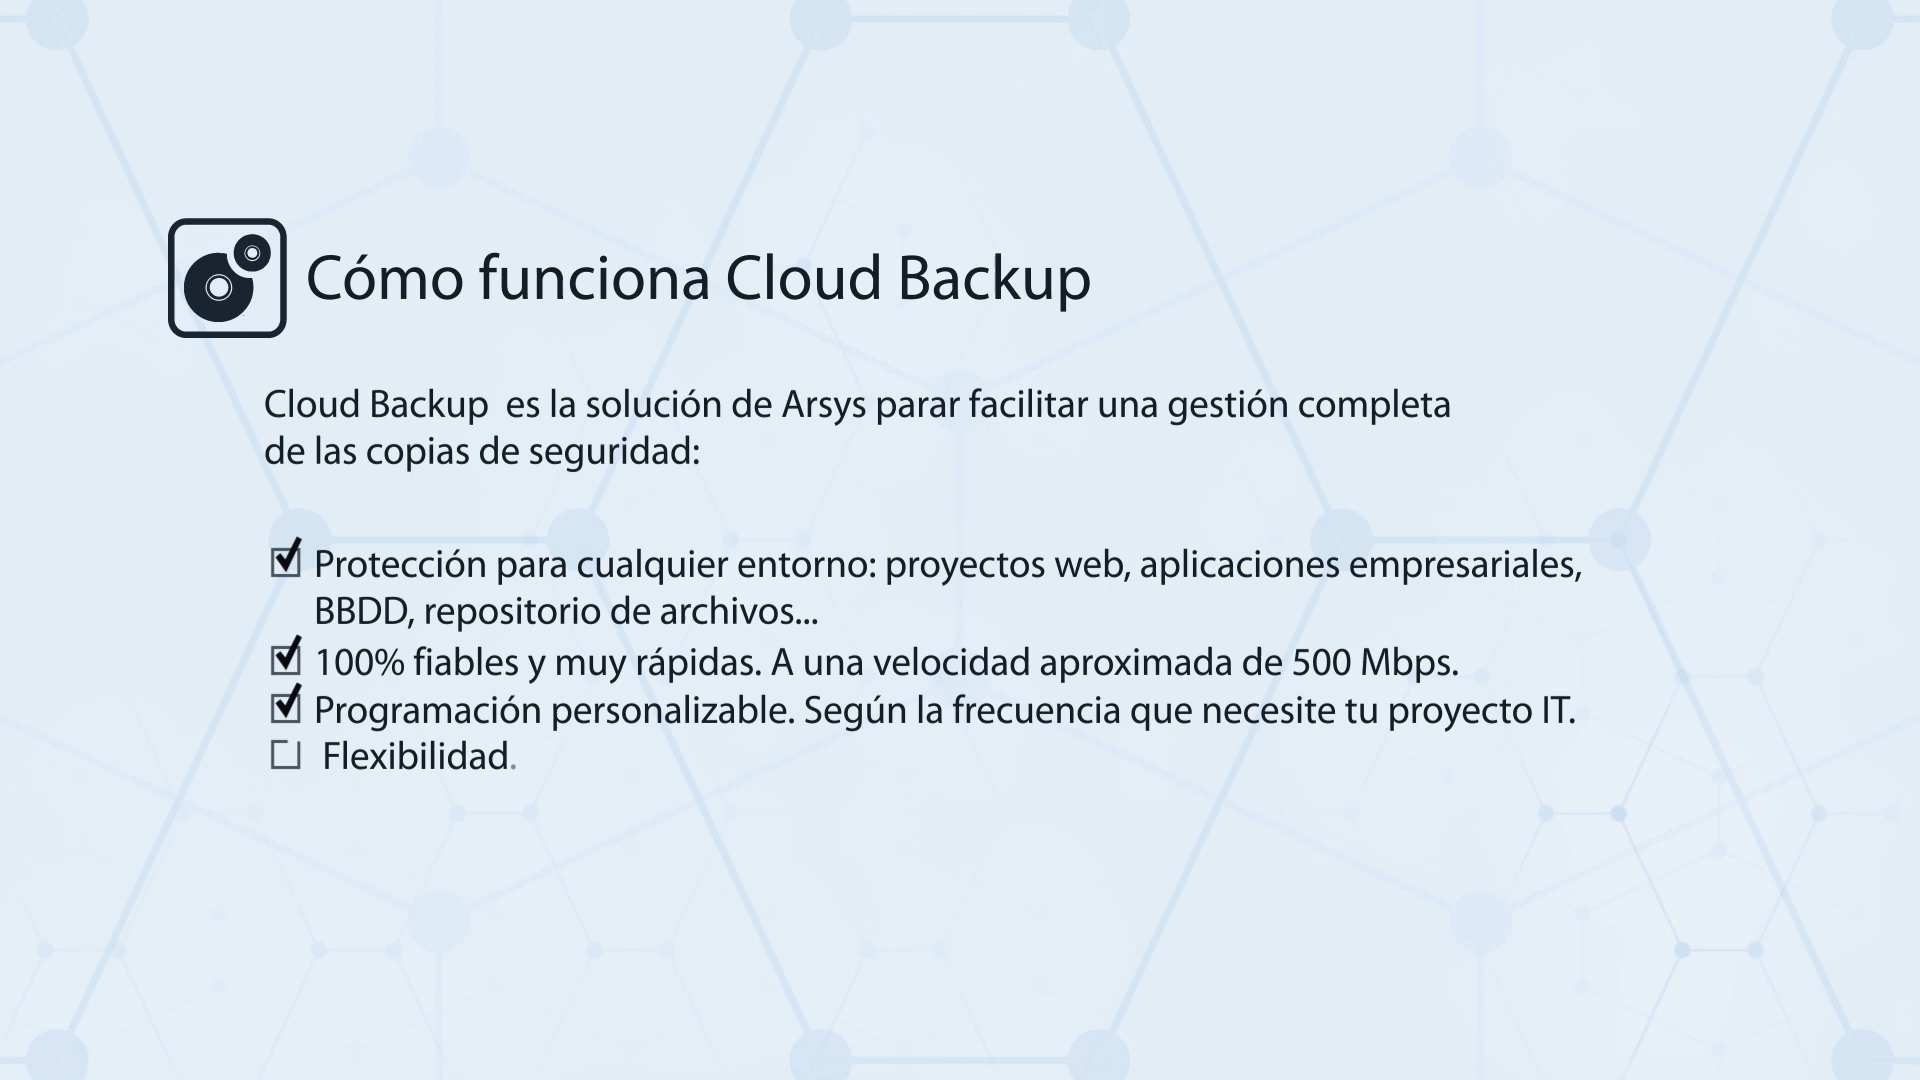 Cómo funciona Cloud Backup
Cloud Backup es la solución de Arsys parar facilitar una gestión completa
de las copias de seguridad:
Protección para cualquier entorno: proyectos web, aplicaciones empresariales,
BBDD, repositorio de archivos...
100% fiables y muy rápidas. A una velocidad aproximada de 500 Mbps.
Programación personalizable. Según la frecuencia que necesite tu proyecto IT.
Flexibilidad.